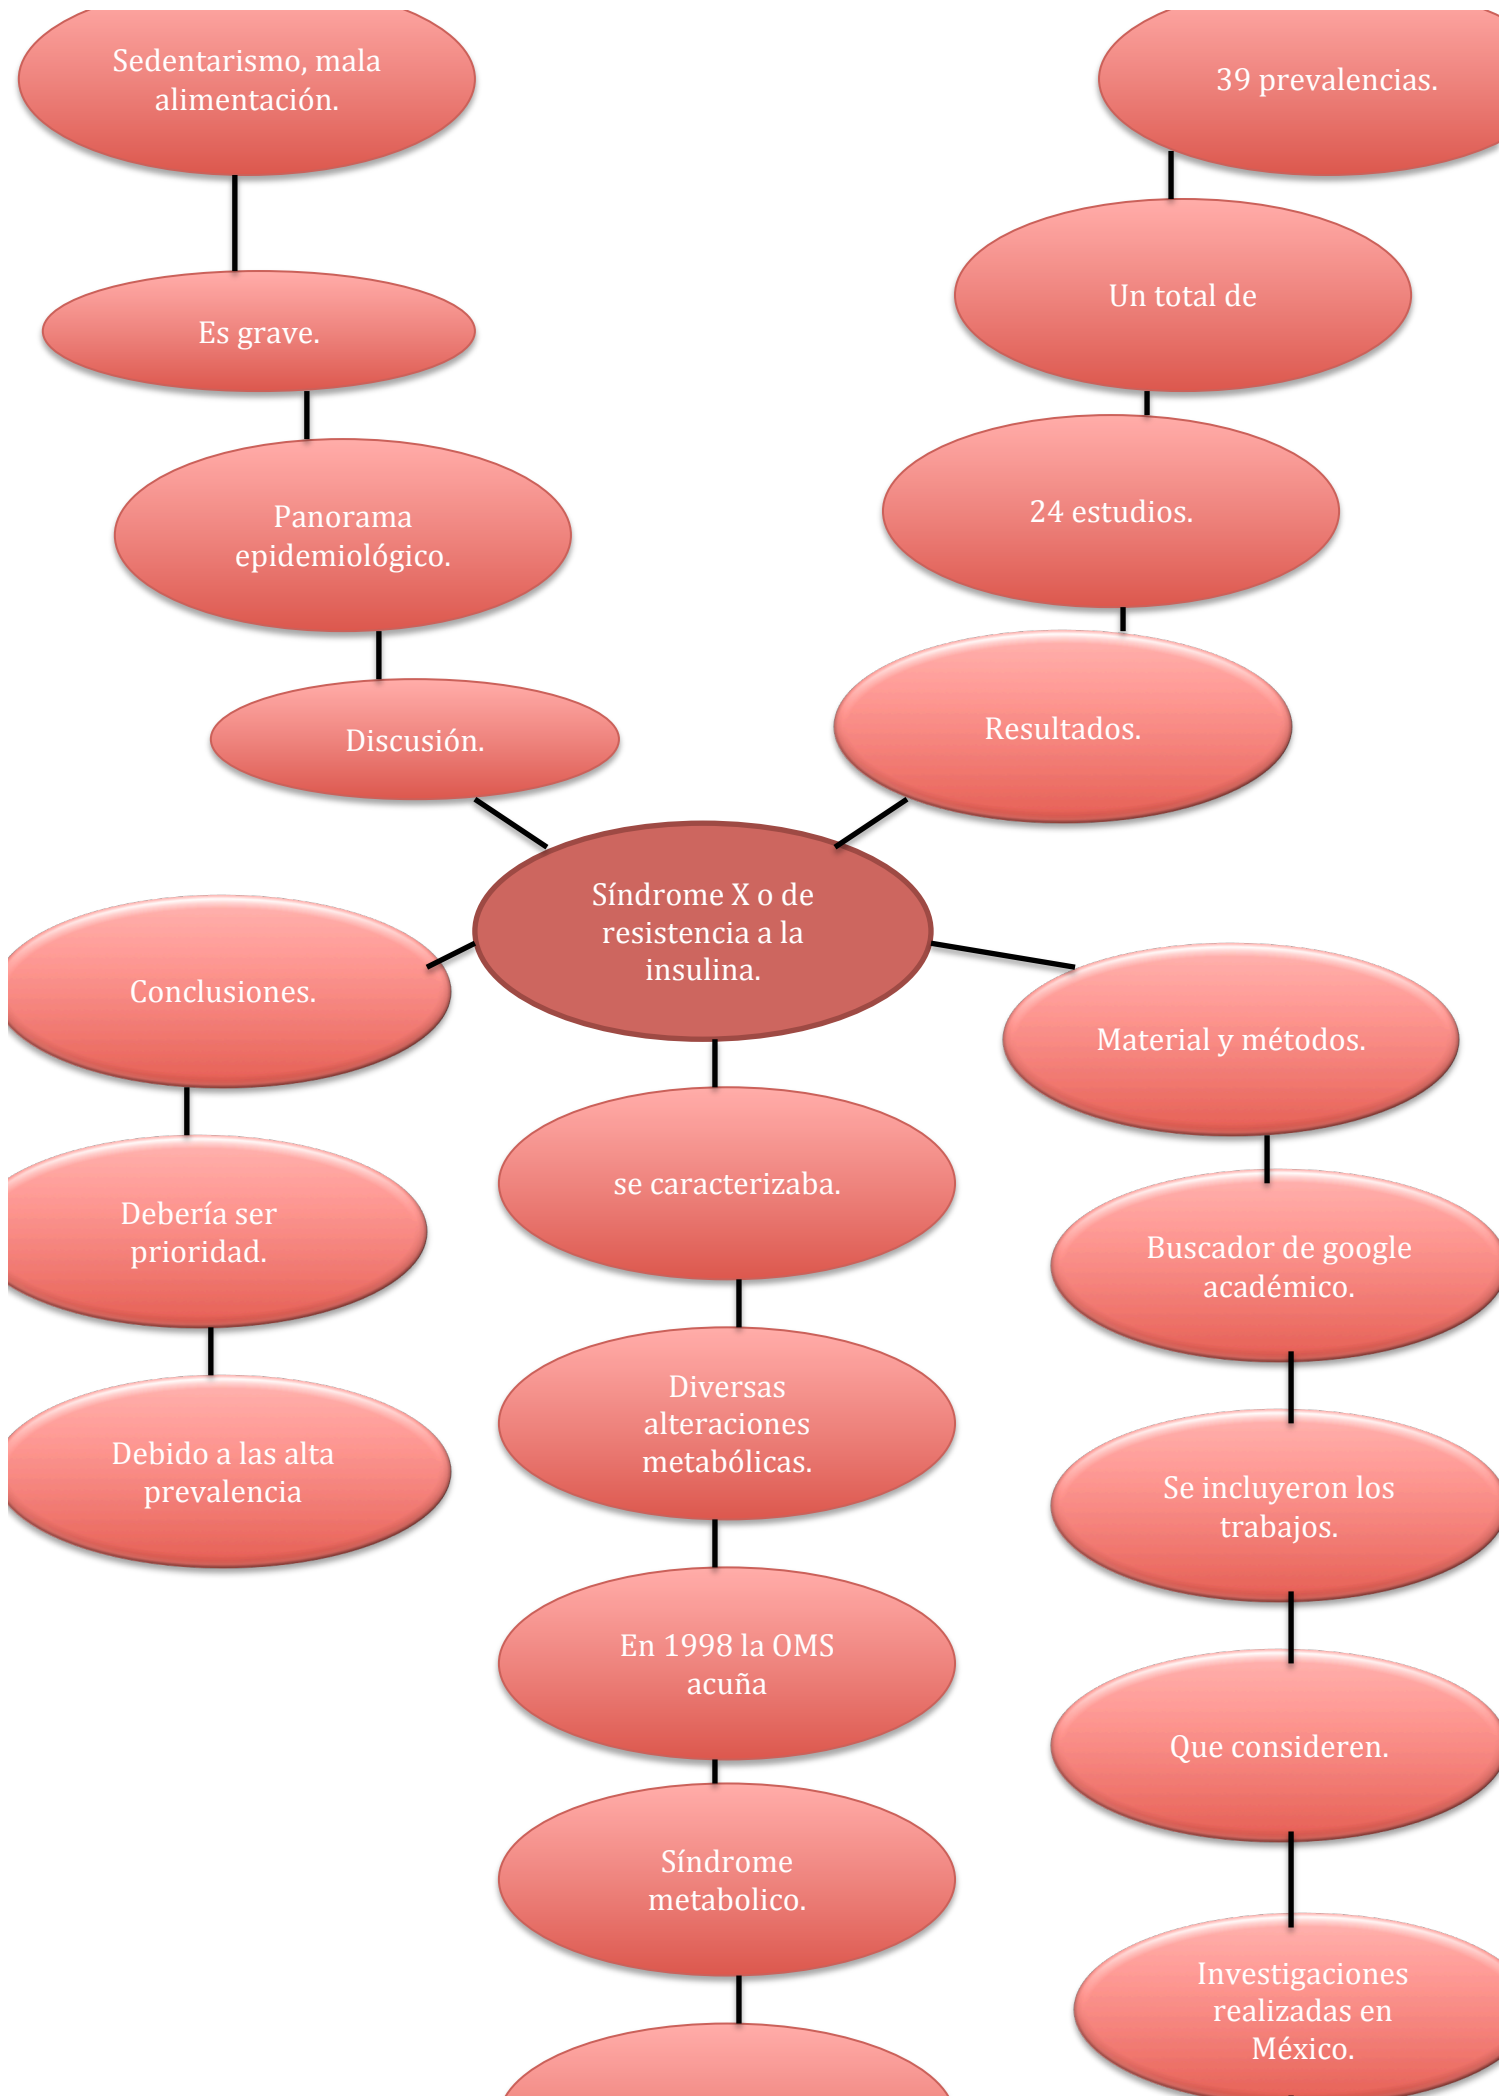 Sedentarismo, mala
alimentación.
39 prevalencias.
Un total de
Es grave.
24 estudios.
Panorama
epidemiológico.
Resultados.
Discusión.
Síndrome X o de
resistencia a la
insulina.
Conclusiones.
Material y métodos.
se caracterizaba.
Debería ser
prioridad.
Buscador de google
académico.
Diversas
alteraciones
metabólicas.
Debido a las alta
prevalencia
Se incluyeron los
trabajos.
En 1998 la OMS
acuña
Que consideren.
Síndrome
metabolico.
Investigaciones
realizadas en
México.